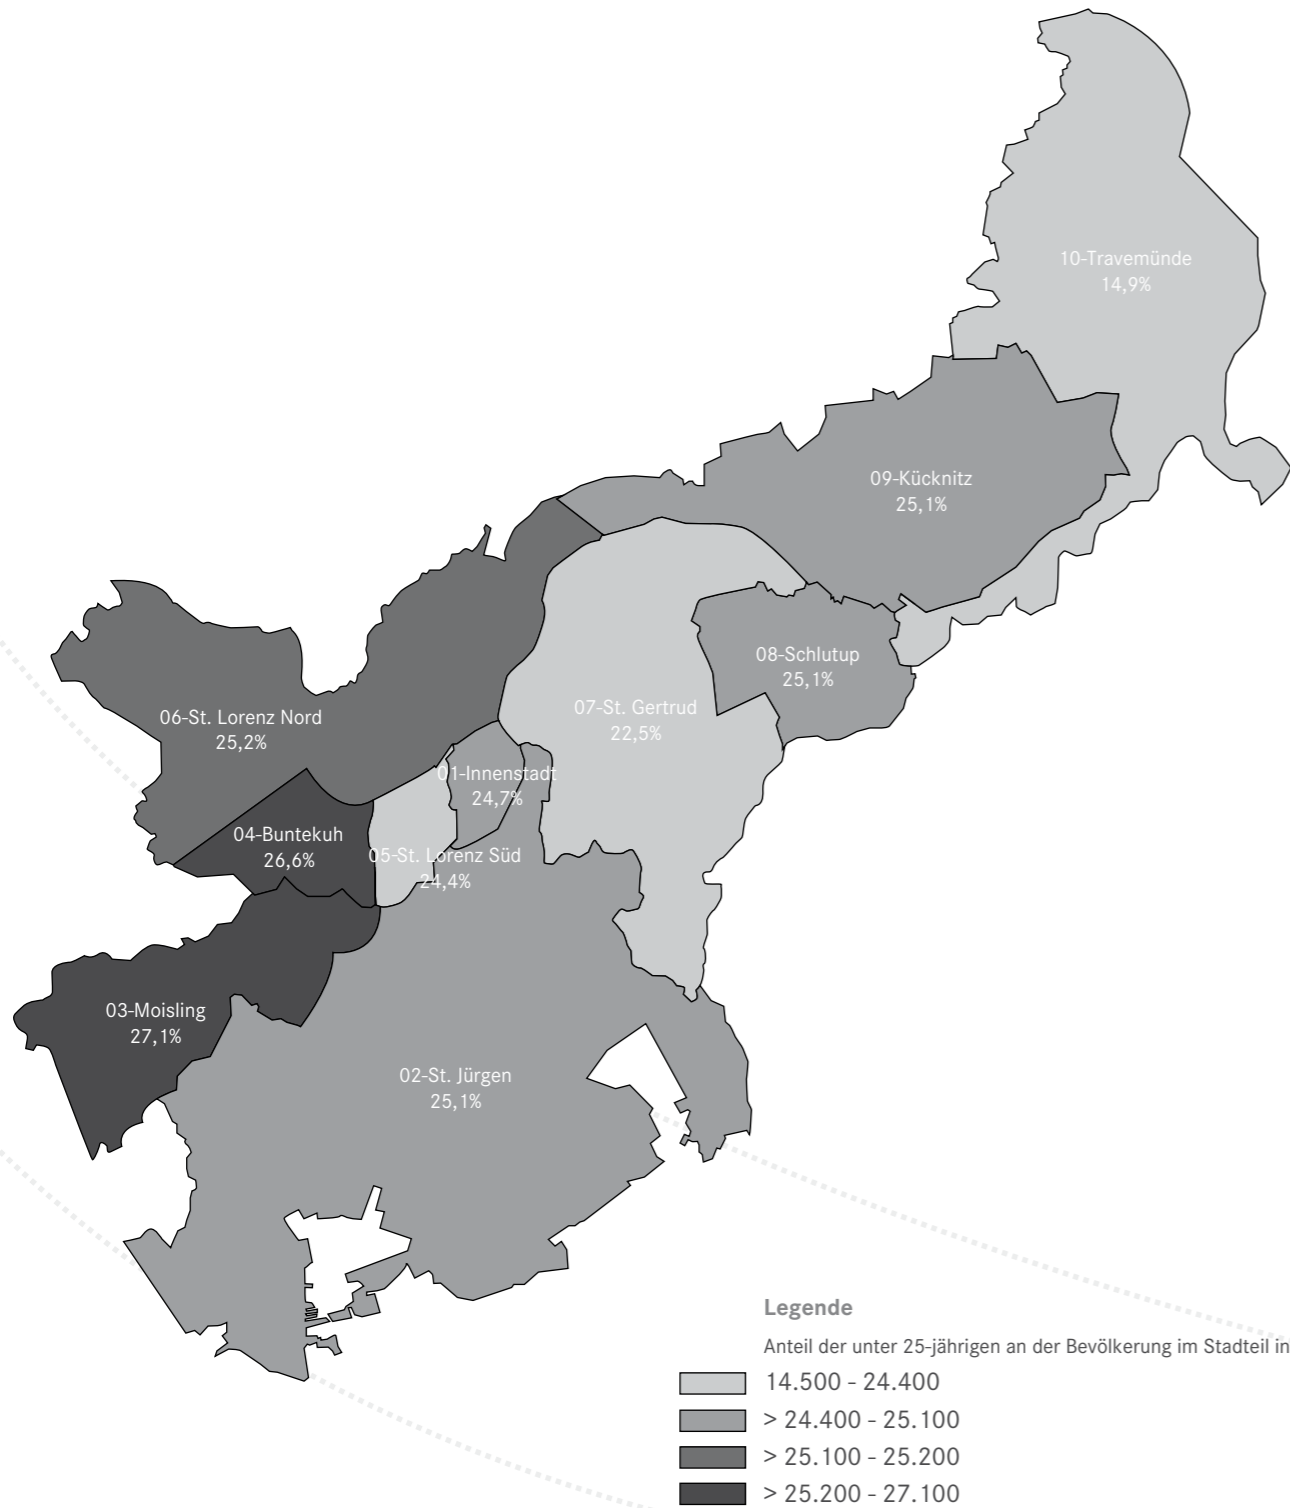 10-Travemünde
14,9%
09-Kücknitz
25,1%
08-Schlutup
25,1%
07-St. Gertrud
22,5%
06-St. Lorenz Nord
25,2%
01-Innenstadt
24,7%
04-Buntekuh
26,6%
05-St. Lorenz Süd
24,4%
03-Moisling
27,1%
02-St. Jürgen
25,1%
Legende
Anteil der unter 25-jährigen an der Bevölkerung im Stadteil in
14.500 - 24.400
> 24.400 - 25.100
> 25.100 - 25.200
> 25.200 - 27.100